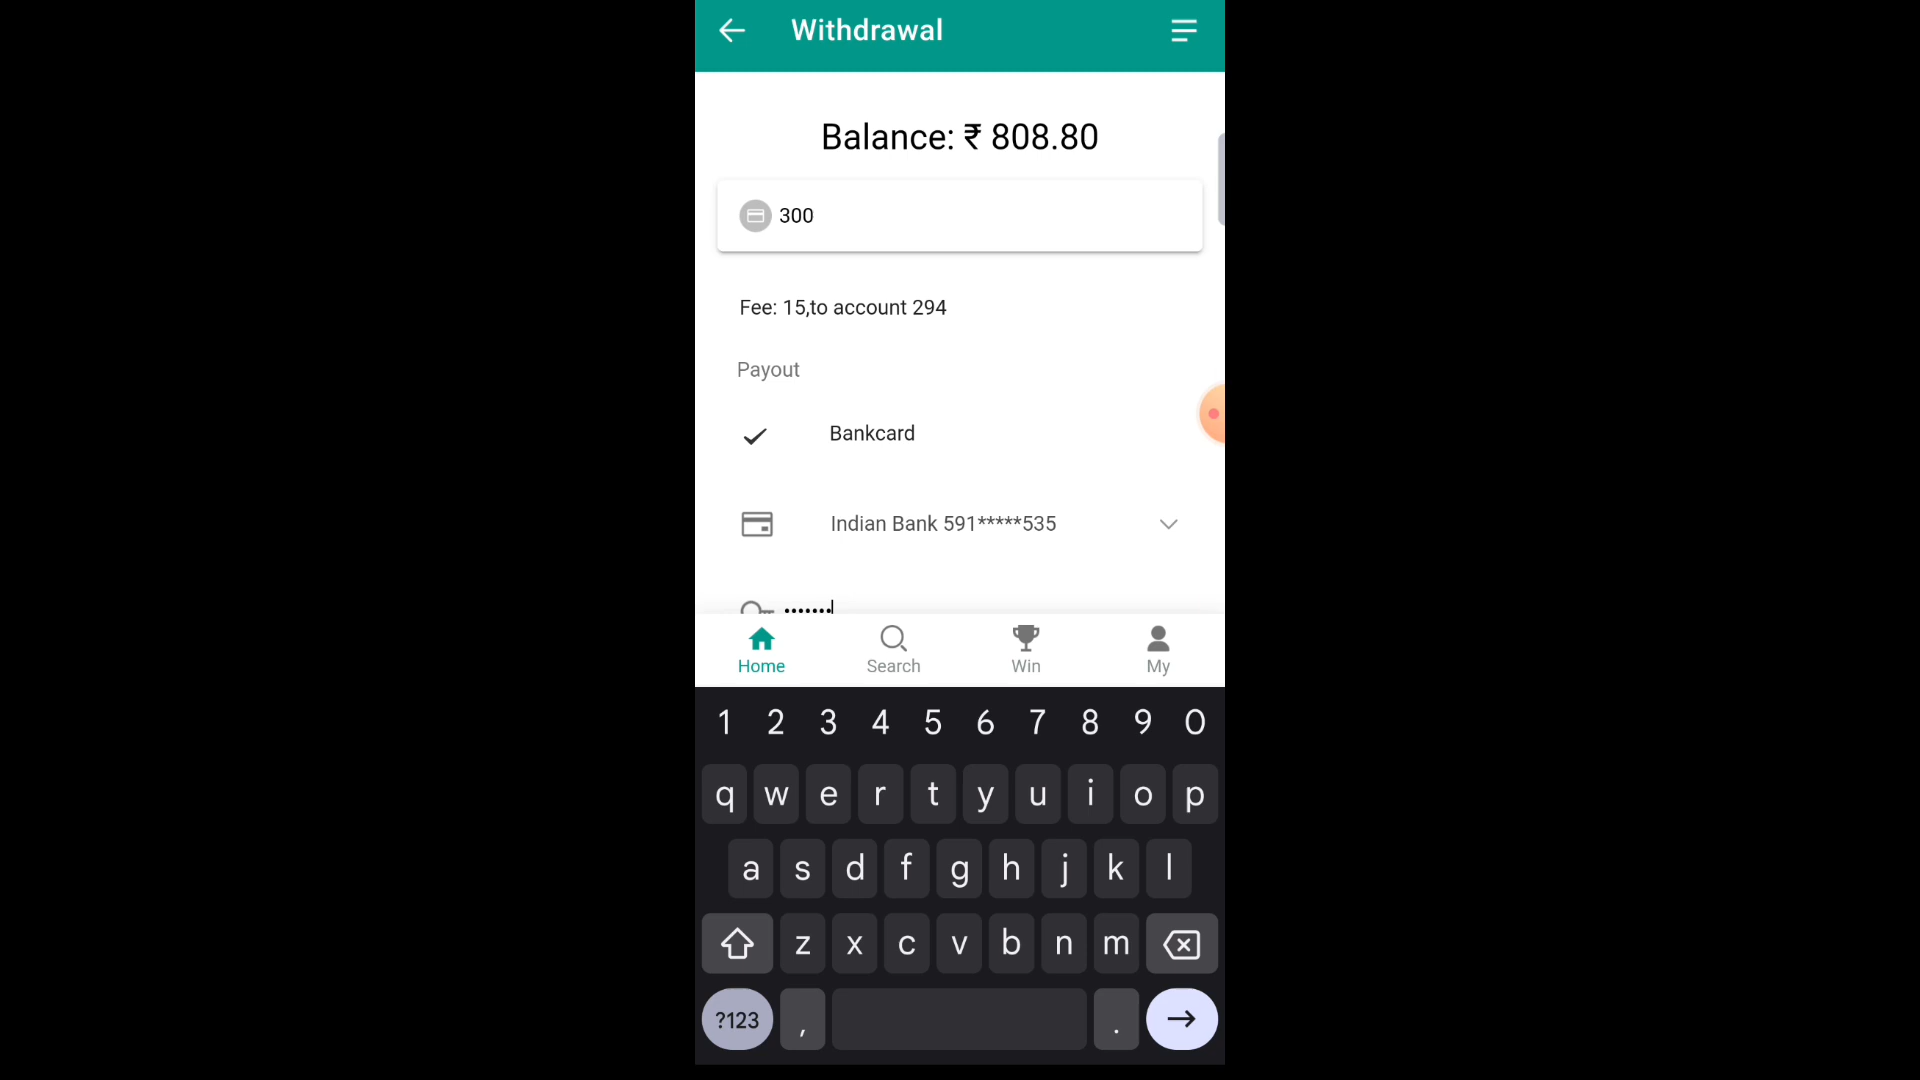 Withdrawal
Balance: ₹ 808.80
300
Fee: 15,to account 294
Payout
Bankcard
Indian Bank 591*****535
•••••••
Home Search Win My
1 2 3 4 5 6 7 8 9 0
q w e r t y u i o p
a s d f g h j k l
z x c v b n m
?123 , .